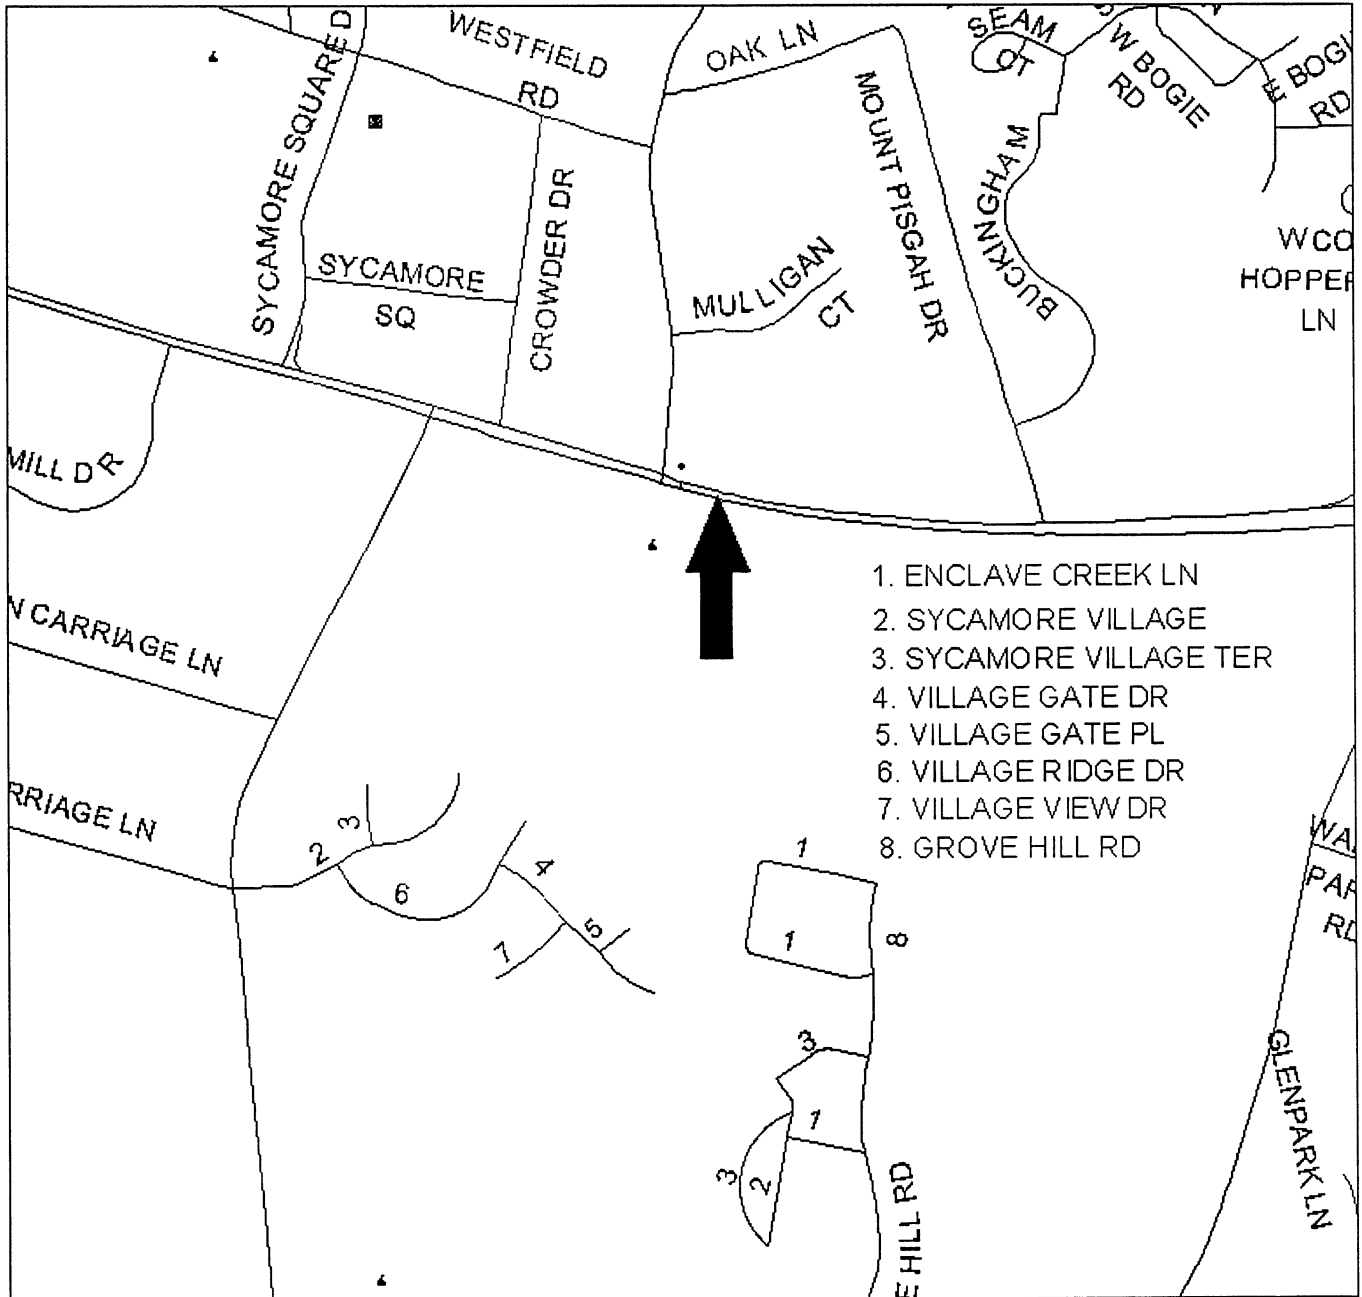 WESTFIELD
RD
SYCAMORE SQUARE D
OAK LN
SEAM
CT
W BOGIE
RD
E BOGI
RD
MOUNT PISGAH DR
BUCKINGHAM
CROWDER DR
SYCAMORE
SQ
MULLIGAN
CT
W CO
HOPPER
LN
MILL DR
N CARRIAGE LN
RRIAGE LN
1. ENCLAVE CREEK LN
2. SYCAMORE VILLAGE
3. SYCAMORE VILLAGE TER
4. VILLAGE GATE DR
5. VILLAGE GATE PL
6. VILLAGE RIDGE DR
7. VILLAGE VIEW DR
8. GROVE HILL RD
3
2
6
4
5
7
1
1
8
3
1
3
2
E HILL RD
PAR
RD
GLENPARK LN